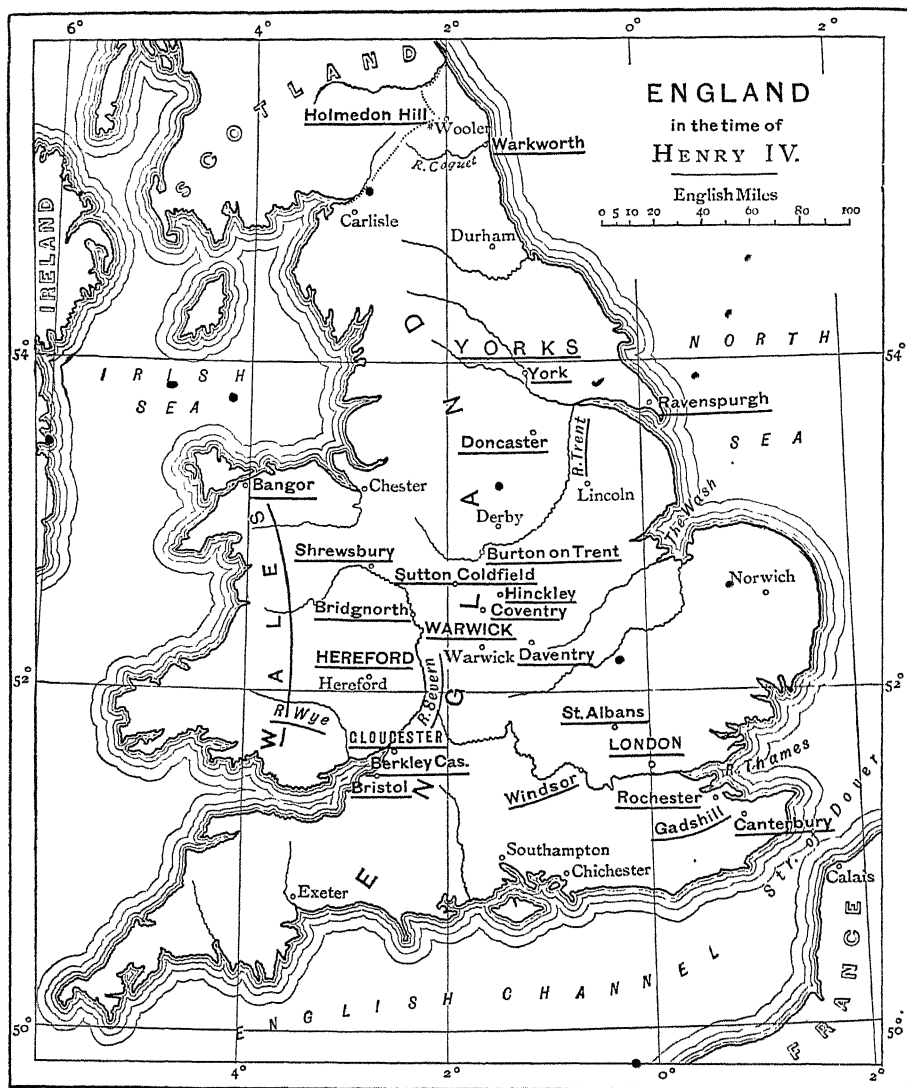 6° 4° 2° 0° 2°
ENGLAND
in the time of
HENRY IV.
English Miles
0 5 10 20 40 60 80 100
SCOTLAND
Holmedon Hill
Wooler
Warkworth
R. Coquet
Carlisle
Durham
IRELAND
54°
54°
NORTH
SEA
IRISH
SEA
YORKS
York
Ravenspurgh
Doncaster
R. Trent
Lincoln
Bangor
Chester
Derby
The Wash
Shrewsbury
Burton on Trent
Sutton Coldfield
Norwich
Hinckley
Coventry
Bridgnorth
WARWICK
Warwick
Daventry
HEREFORD
Hereford
52°
52°
R. Severn
WALES
R. Wye
St. Albans
GLOUCESTER
LONDON
Berkley Cas.
R. Thames
Bristol
Windsor
Rochester
Gadshill
Canterbury
Str. of Dover
Southampton
Chichester
Calais
Exeter
ENGLAND
FRANCE
ENGLISH CHANNEL
50°
50°
4° 2° 0° 2°